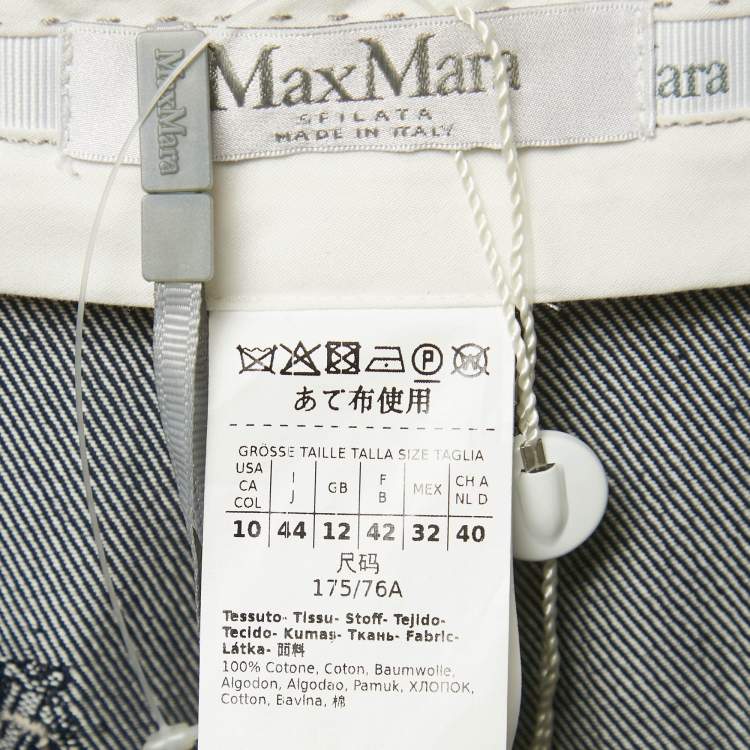 MaxMara
SFILATA
MADE IN ITALY
ara
MaxMara
あて布使用
GRÖSSE TAILLE TALLA SIZE TAGLIA
USA CA COL I J GB F B MEX CH A NL D
10 44 12 42 32 40
尺码
175/76A
Tessuto- Tissu- Stoff- Tejido-
Tecido- Kumaş- Ткань- Fabric-
Látka- 面料
100% Cotone, Coton, Baumwolle,
Algodon, Algodao, Pamuk, ХЛОПОК,
Cotton, Bavlna, 棉